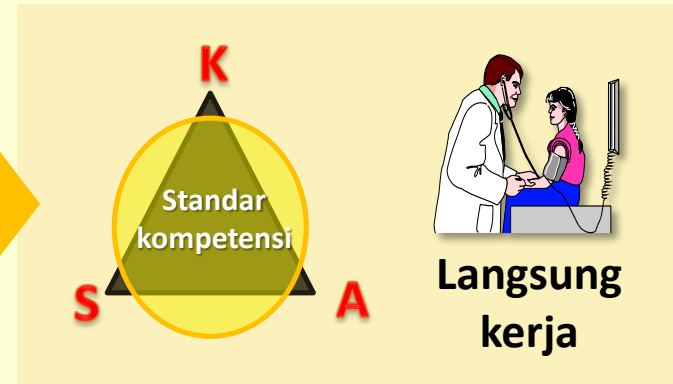 K
Standar
kompetensi
S
A
Langsung
kerja